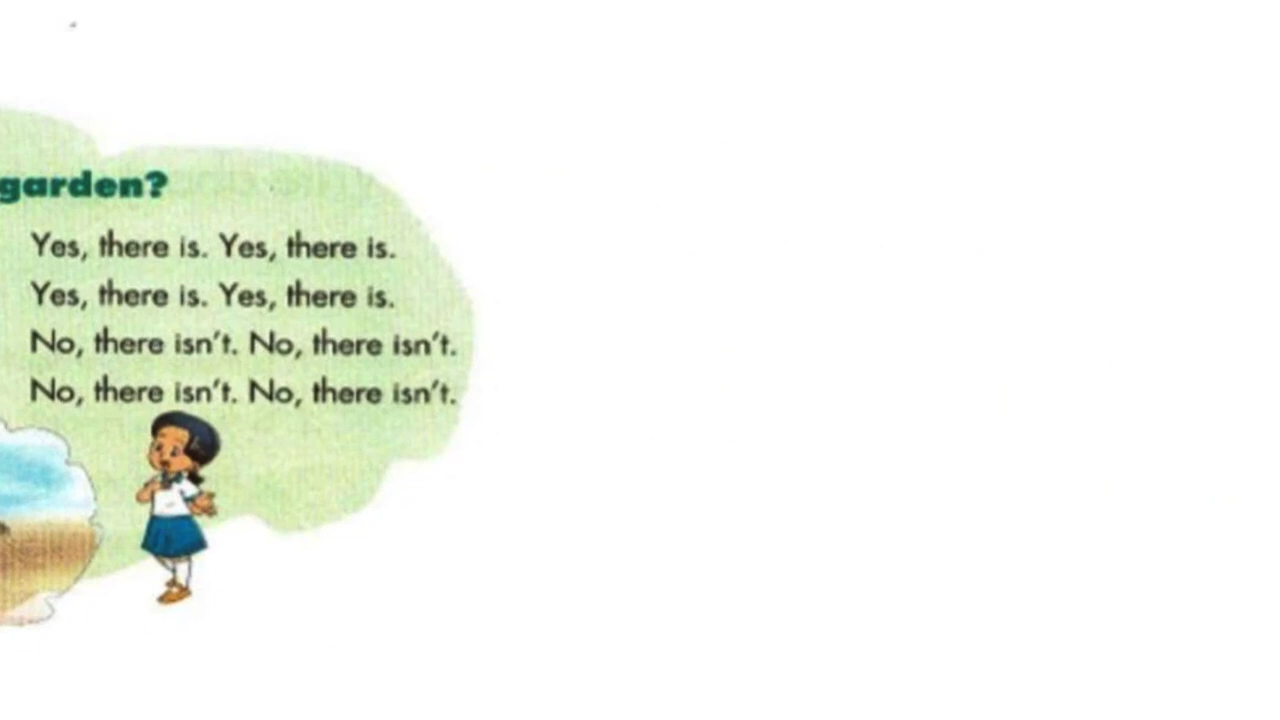 garden?
Yes, there is. Yes, there is.
Yes, there is. Yes, there is.
No, there isn't. No, there isn't.
No, there isn't. No, there isn't.